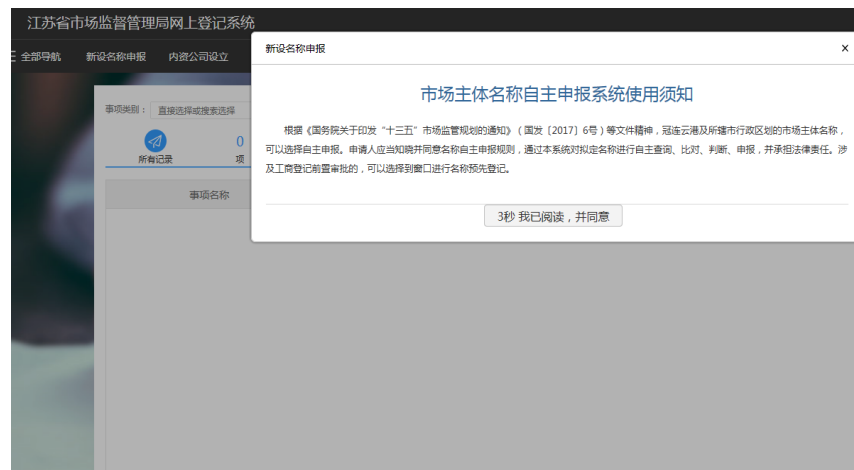 江苏省市场监督管理局网上登记系统
全部导航 新设名称申报 内资公司设立
新设名称申报 ×
市场主体名称自主申报系统使用须知
根据《国务院关于印发“十三五”市场监管规划的通知》(国发〔2017〕6号)等文件精神,冠连云港及所辖市行政区划的市场主体名称,
可以选择自主申报。申请人应当知晓并同意名称自主申报规则,通过本系统对拟定名称进行自主查询、比对、判断、申报,并承担法律责任。涉
及工商登记前置审批的,可以选择到窗口进行名称预先登记。
3秒 我已阅读,并同意
事项类别: 直接选择或搜索选择
0
所有记录 项
事项名称